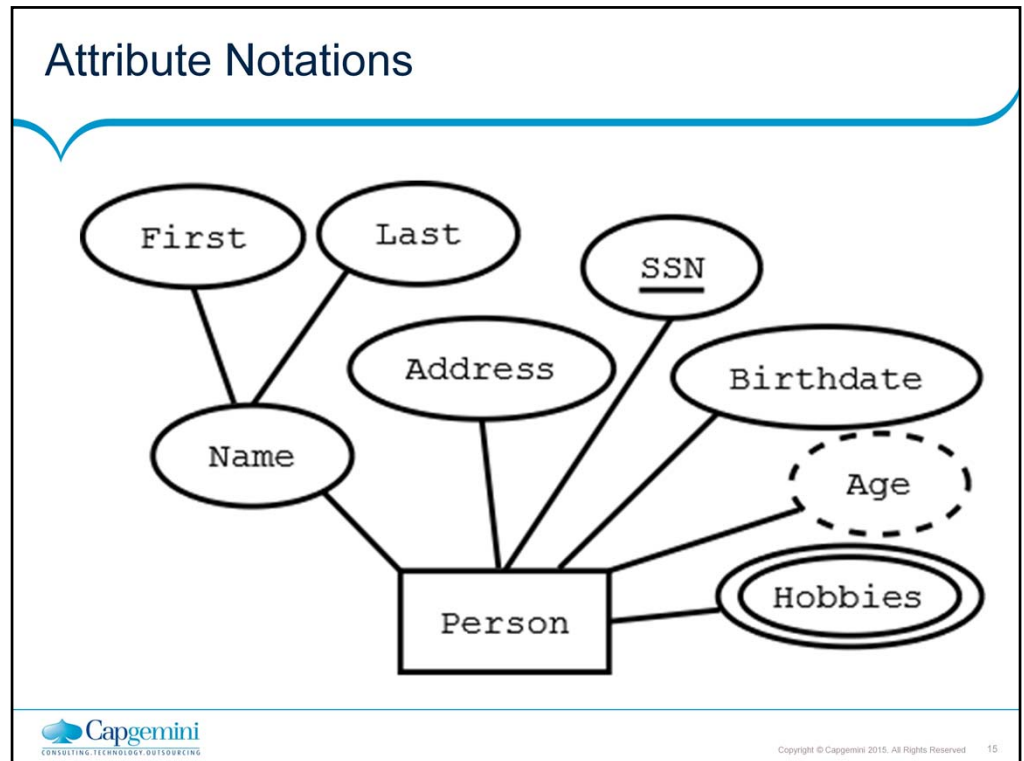 Attribute Notations
First
Last
SSN
Address
Birthdate
Name
Age
Hobbies
Person
Capgemini
CONSULTING.TECHNOLOGY.OUTSOURCING
Copyright © Capgemini 2015. All Rights Reserved 15